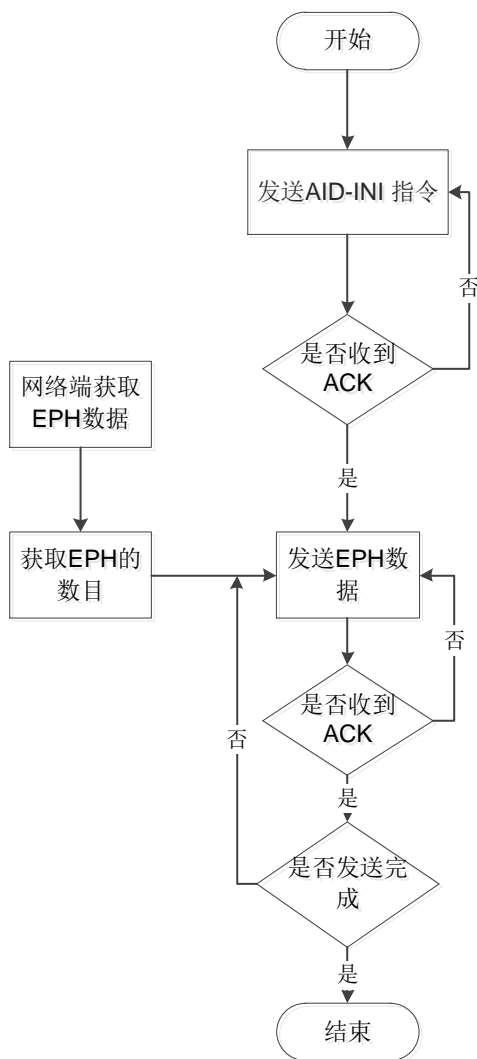 开始
发送AID-INI 指令
否
是否收到
ACK
网络端获取
EPH数据
是
获取EPH的
数目
发送EPH数
据
否
是否收到
ACK
否
是
是否发送完
成
是
结束